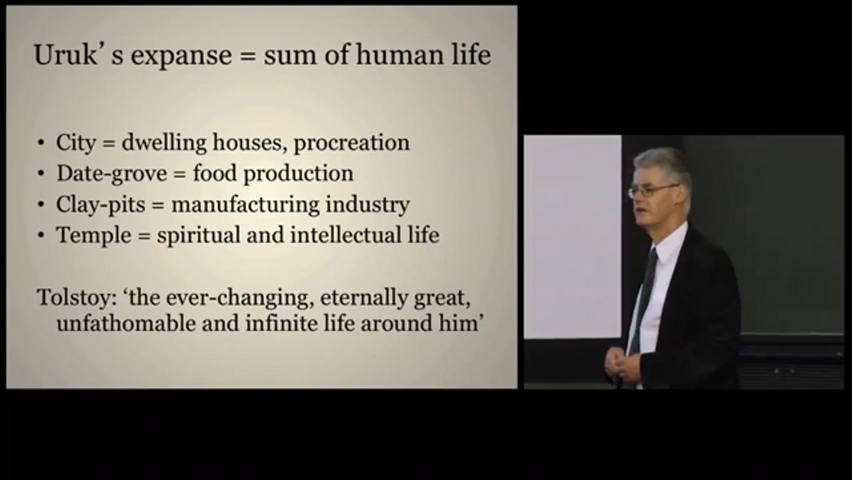 Uruk’s expanse = sum of human life
• City = dwelling houses, procreation
• Date-grove = food production
• Clay-pits = manufacturing industry
• Temple = spiritual and intellectual life
Tolstoy: ‘the ever-changing, eternally great,
unfathomable and infinite life around him’